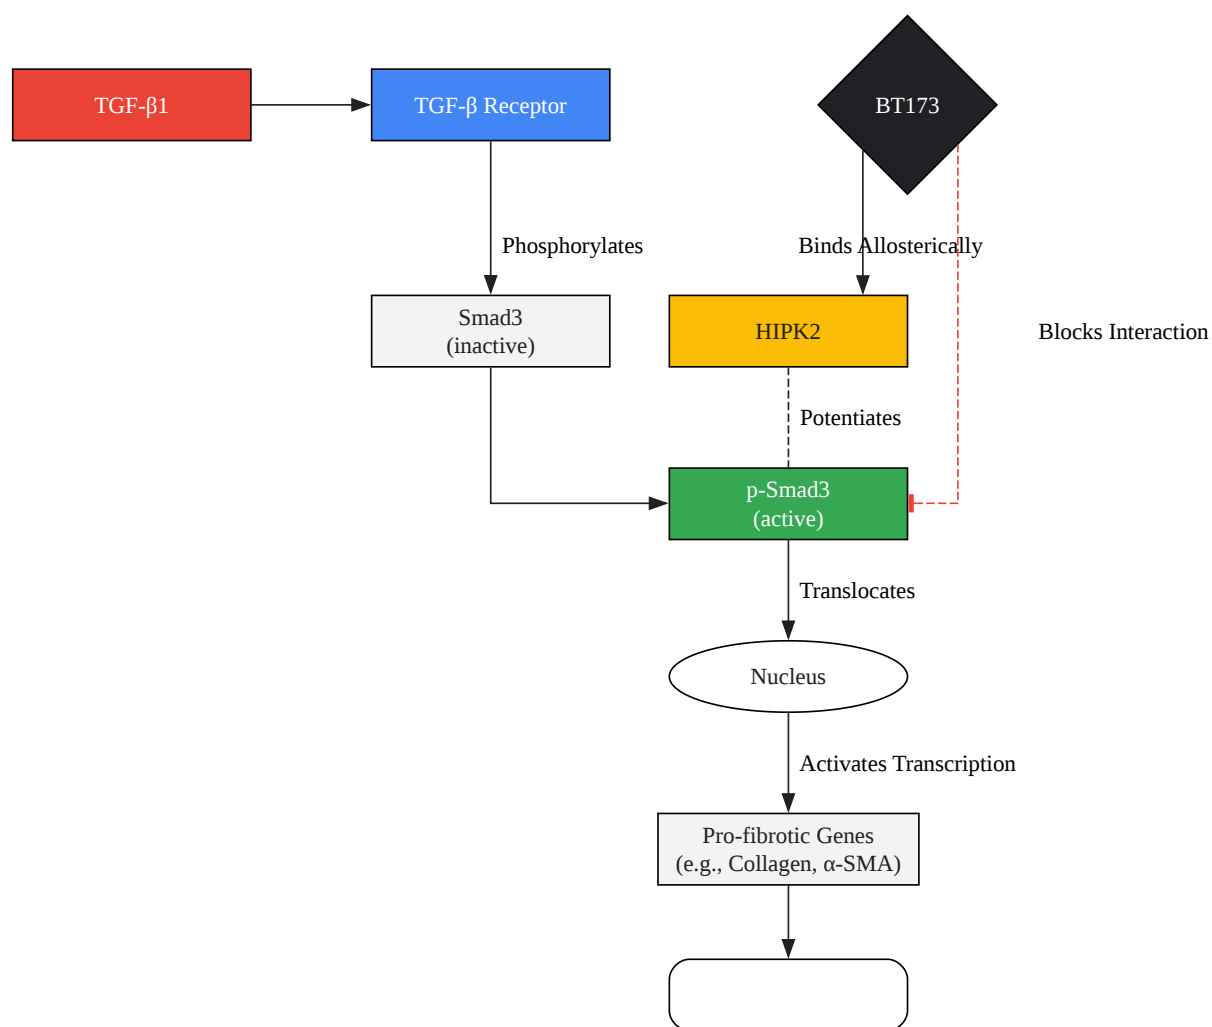 TGF-β1
TGF-β Receptor
BT173
Phosphorylates
Binds Allosterically
Smad3
(inactive)
HIPK2
Blocks Interaction
Potentiates
p-Smad3
(active)
Translocates
Nucleus
Activates Transcription
Pro-fibrotic Genes
(e.g., Collagen, α-SMA)